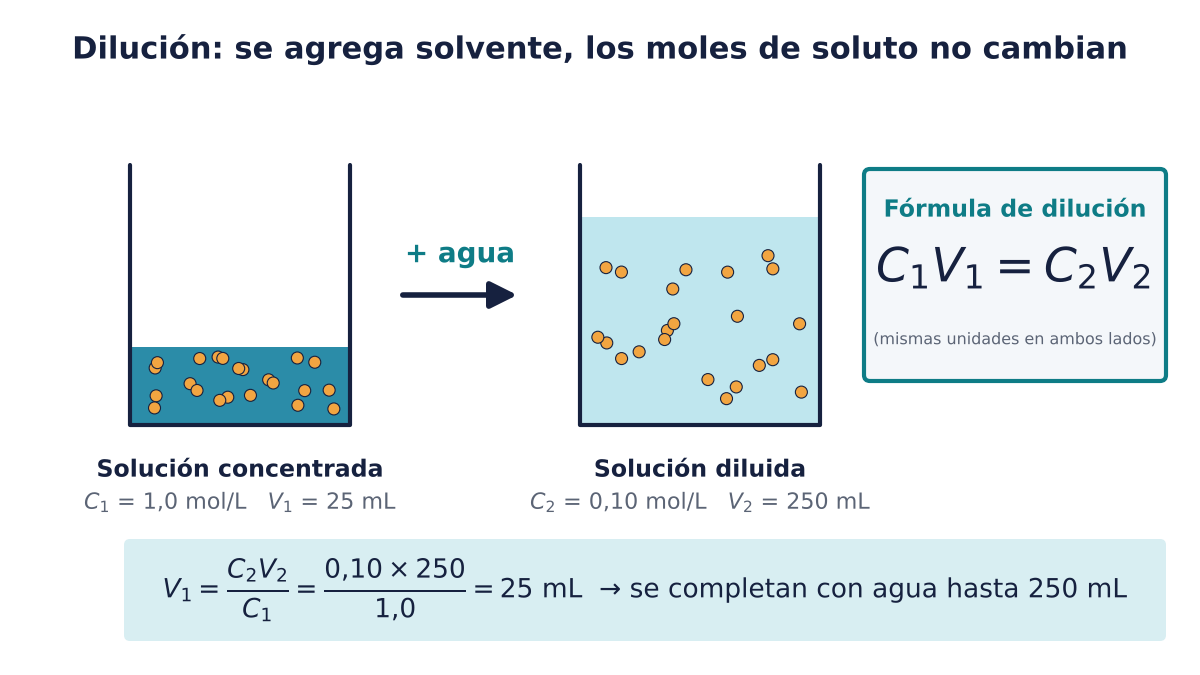 Dilución: se agrega solvente, los moles de soluto no cambian
+ agua
Fórmula de dilución
C₁V₁ = C₂V₂
(mismas unidades en ambos lados)
Solución concentrada
C₁ = 1,0 mol/L V₁ = 25 mL
Solución diluida
C₂ = 0,10 mol/L V₂ = 250 mL
V₁ = C₂V₂/C₁ = 0,10 × 250/1,0 = 25 mL → se completan con agua hasta 250 mL